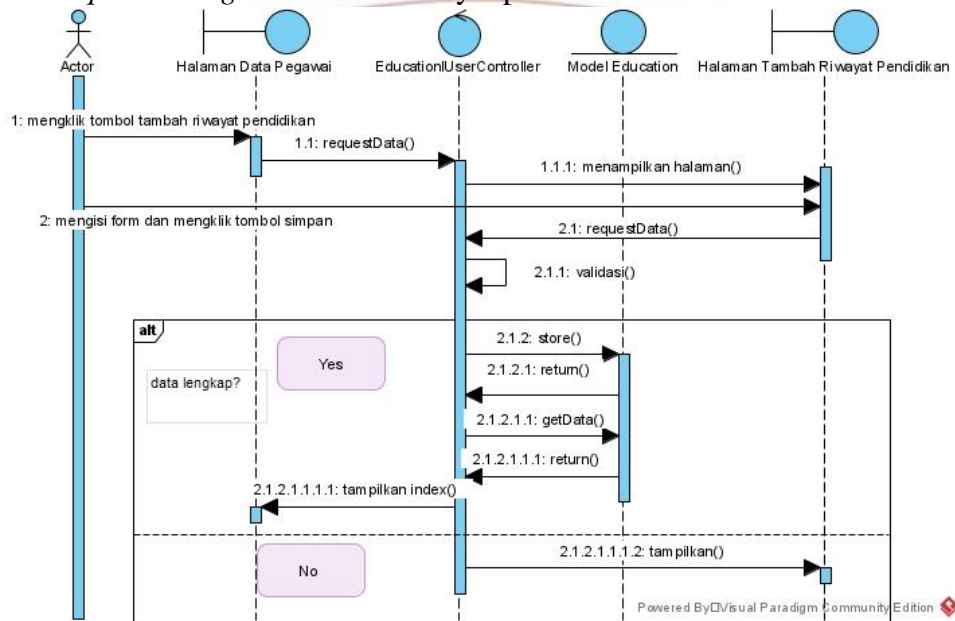 Actor
Halaman Data Pegawai
EducationlUserController
Model Education
Halaman Tambah Riwayat Pendidikan
1: mengklik tombol tambah riwayat pendidikan
1.1: requestData()
1.1.1: menampilkan halaman()
2: mengisi form dan mengklik tombol simpan
2.1: requestData()
2.1.1: validasi()
alt
Yes
data lengkap?
2.1.2: store()
2.1.2.1: return()
2.1.2.1.1: getData()
2.1.2.1.1.1: return()
2.1.2.1.1.1.1: tampilkan index()
No
2.1.2.1.1.1.2: tampilkan()
Powered By Visual Paradigm Community Edition